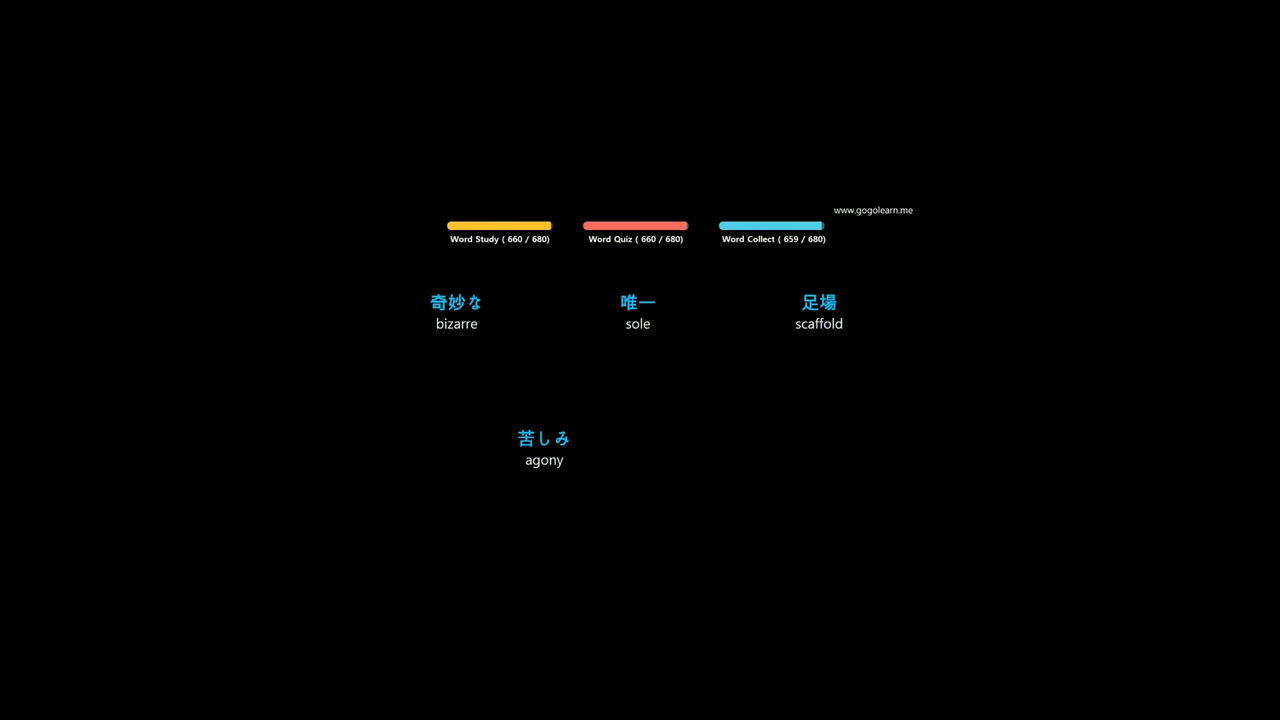 www.gogolearn.me
Word Study ( 660 / 680)
Word Quiz ( 660 / 680)
Word Collect ( 659 / 680)
奇妙な
bizarre
唯一
sole
足場
scaffold
苦しみ
agony